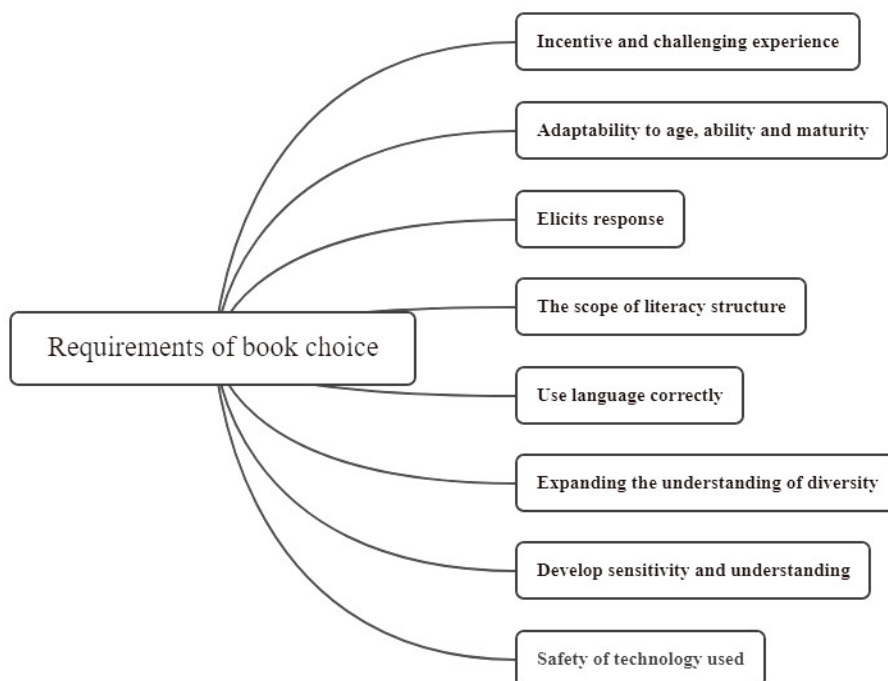 Incentive and challenging experience
Adaptability to age, ability and maturity
Elicits response
The scope of literacy structure
Requirements of book choice
Use language correctly
Expanding the understanding of diversity
Develop sensitivity and understanding
Safety of technology used